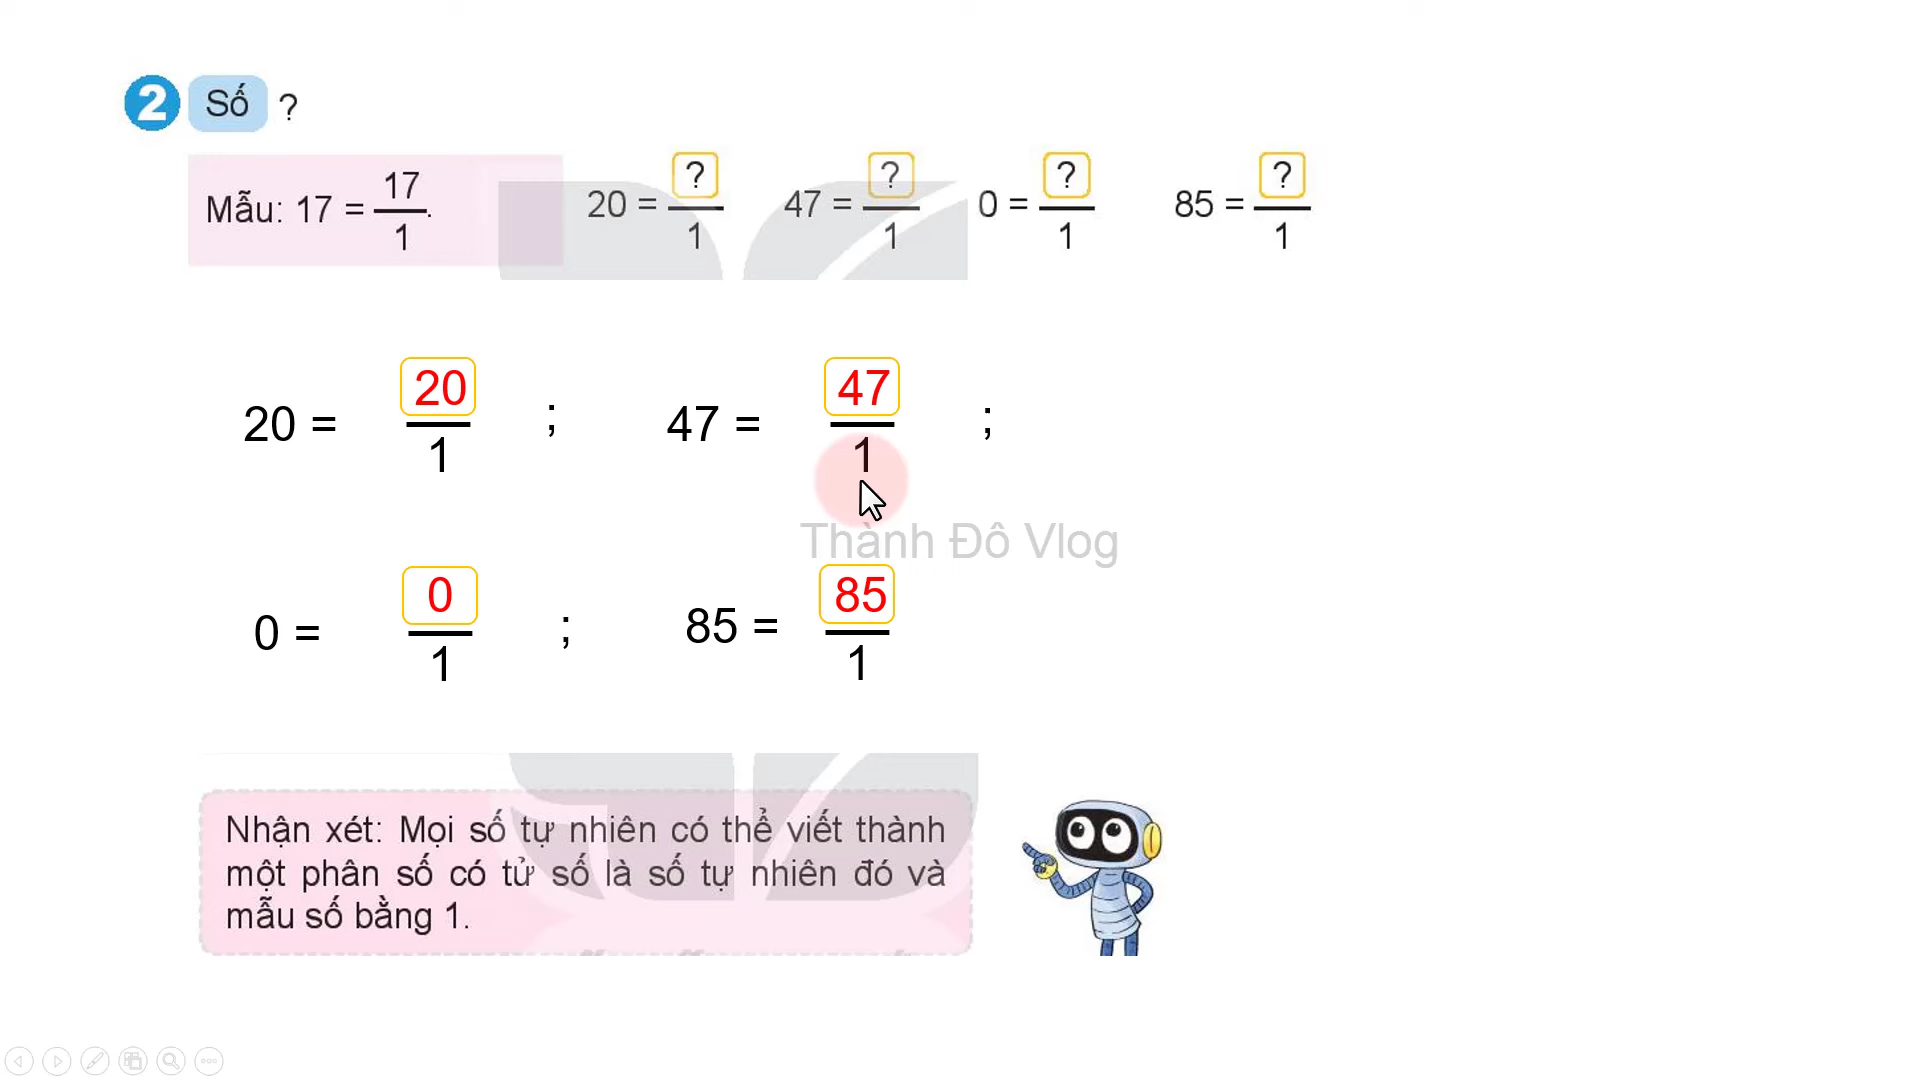 2 Số ?
Mẫu: 17 = 17/1. 20 = ?/1 47 = ?/1 0 = ?/1 85 = ?/1
20 = 20/1 ; 47 = 47/1 ;
Thành Đô Vlog
0 = 0/1 ; 85 = 85/1
Nhận xét: Mọi số tự nhiên có thể viết thành
một phân số có tử số là số tự nhiên đó và
mẫu số bằng 1.